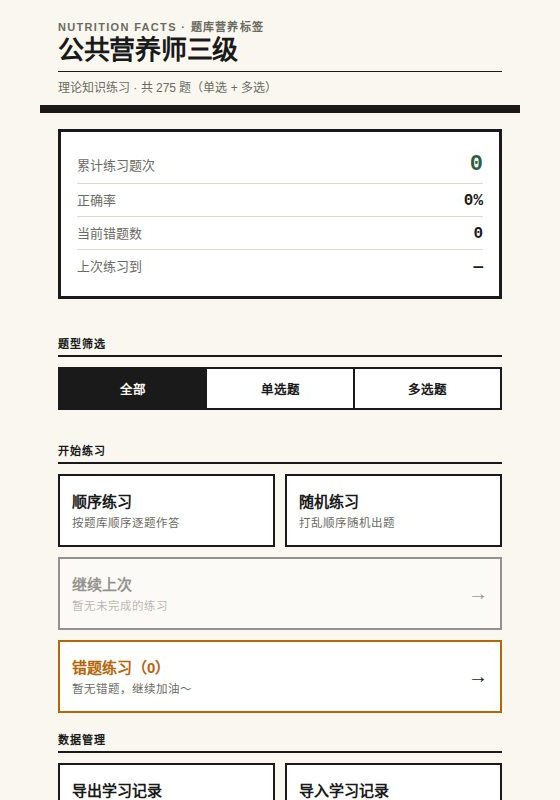 NUTRITION FACTS · 题库营养标签
公共营养师三级
理论知识练习 · 共 275 题（单选 + 多选）
累计练习题次 0
正确率 0%
当前错题数 0
上次练习到 —
题型筛选
全部 单选题 多选题
开始练习
顺序练习 随机练习
按题库顺序逐题作答 打乱顺序随机出题
继续上次
暂无未完成的练习 →
错题练习（0）
暂无错题，继续加油～ →
数据管理
导出学习记录 导入学习记录